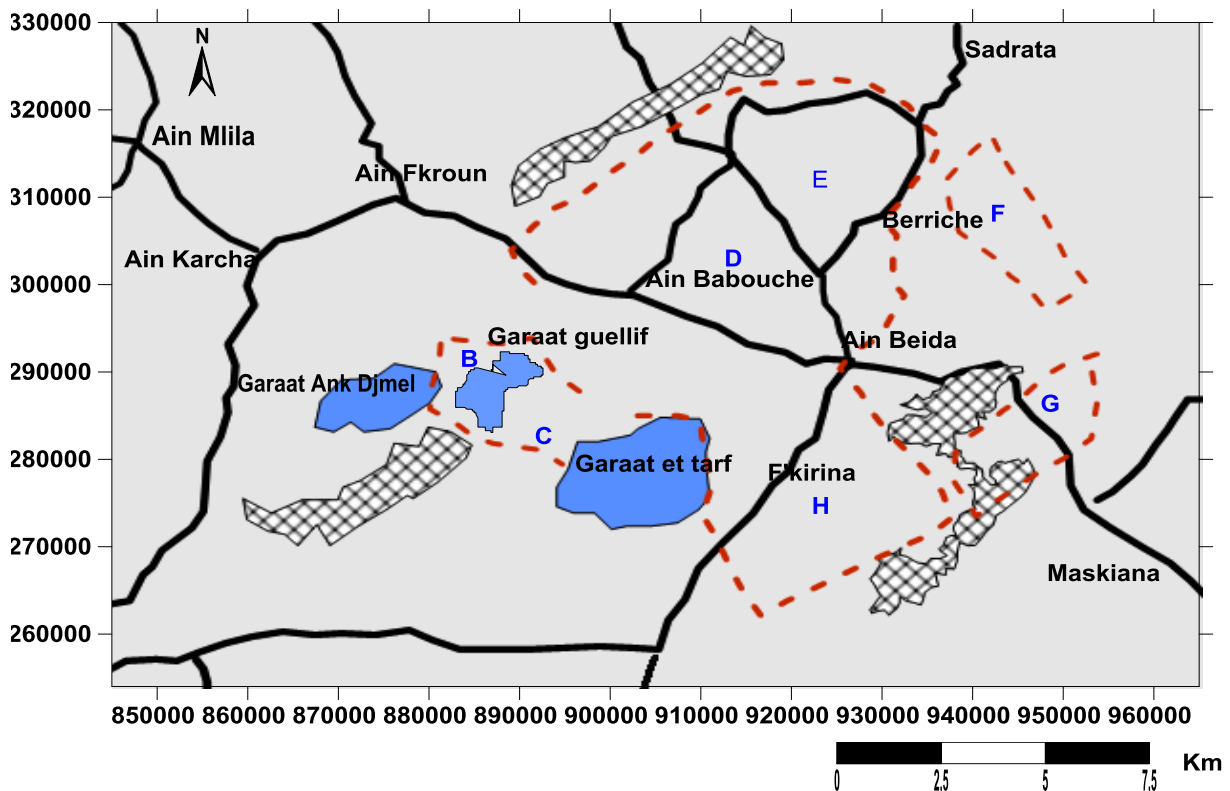 330000
N
Sadrata
320000
Ain Mlila
Ain Fkroun
E
310000
Berriche
F
Ain Karcha
D
300000
Ain Babouche
Garaat guellif
Ain Beida
B
290000
Garaat Ank Djmel
G
C
280000
Garaat et tarf
F'kirina
H
270000
Maskiana
260000
850000 860000 870000 880000 890000 900000 910000 920000 930000 940000 950000 960000
Km
0 2.5 5 7.5